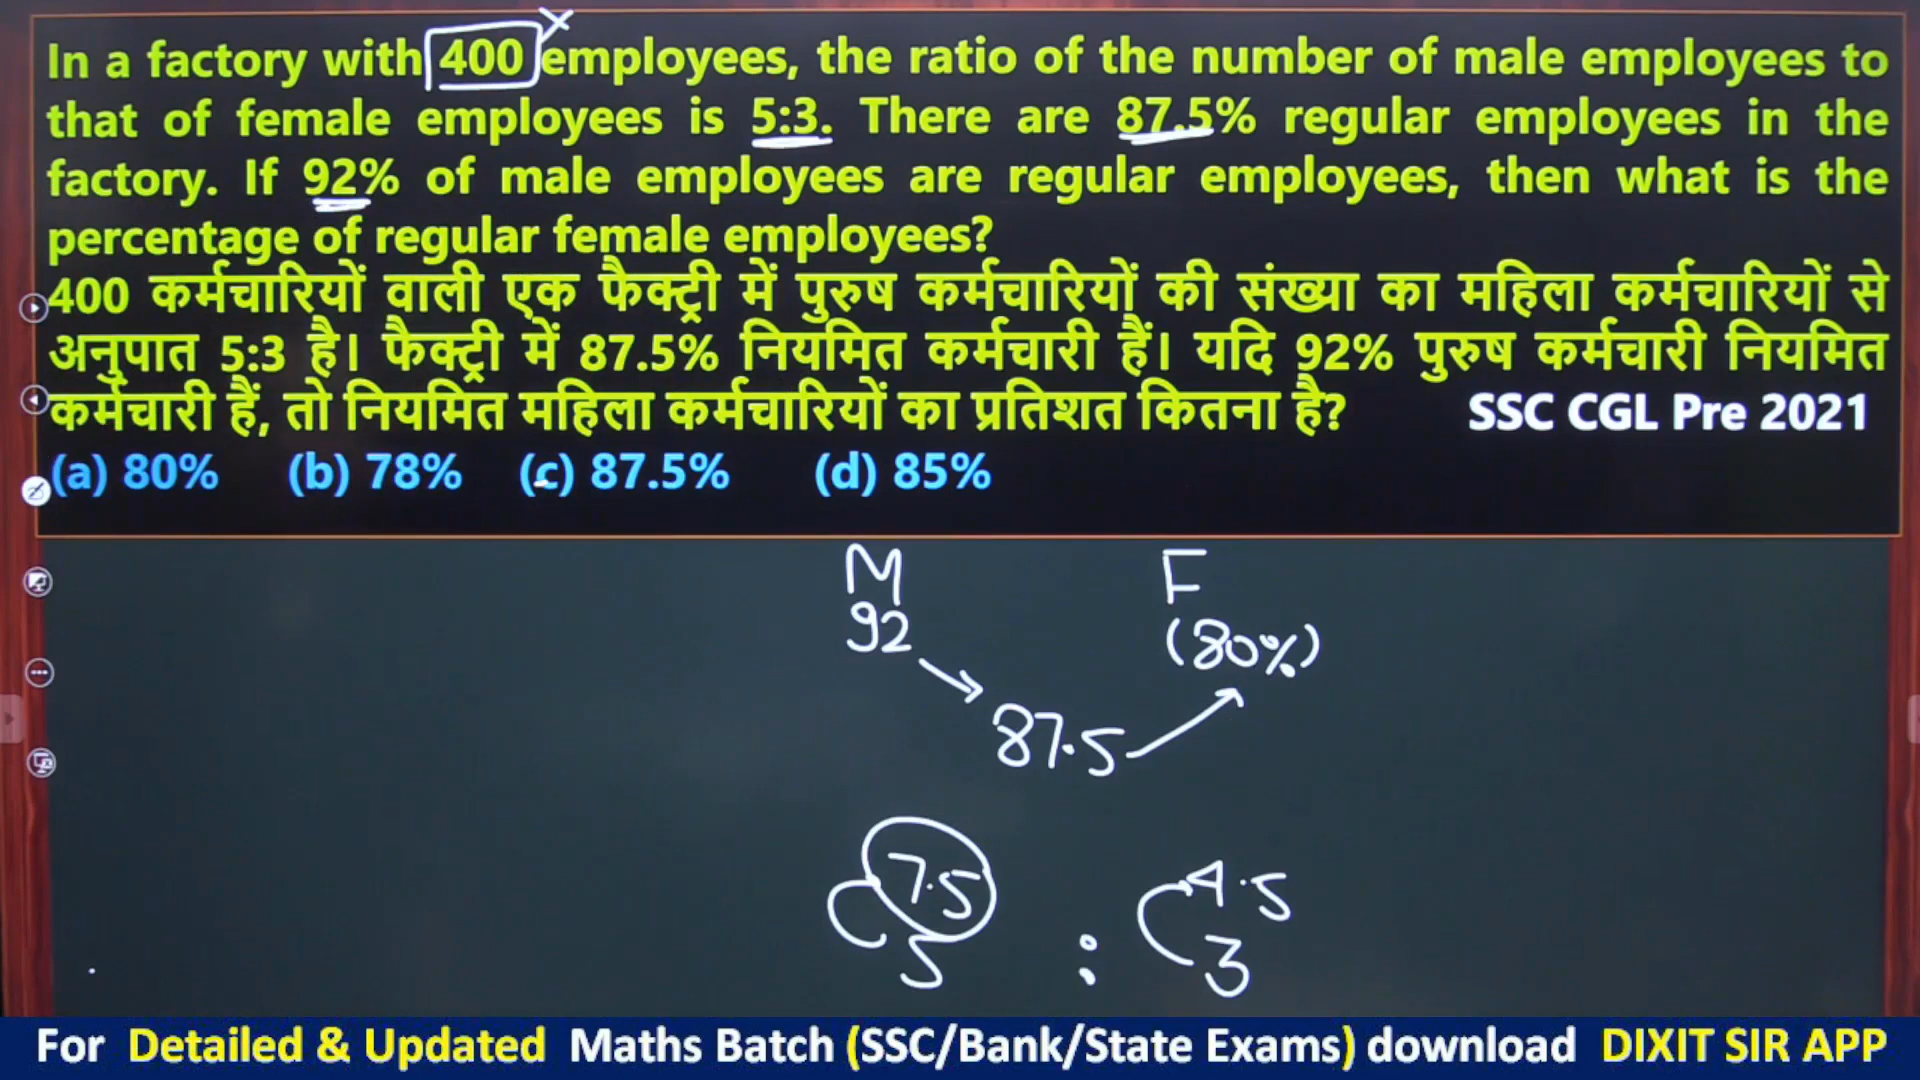 In a factory with 400 employees, the ratio of the number of male employees to
that of female employees is 5:3. There are 87.5% regular employees in the
factory. If 92% of male employees are regular employees, then what is the
percentage of regular female employees?
400 कर्मचारियों वाली एक फैक्ट्री में पुरुष कर्मचारियों की संख्या का महिला कर्मचारियों से
अनुपात 5:3 है। फैक्ट्री में 87.5% नियमित कर्मचारी हैं। यदि 92% पुरुष कर्मचारी नियमित
कर्मचारी हैं, तो नियमित महिला कर्मचारियों का प्रतिशत कितना है? SSC CGL Pre 2021
(a) 80% (b) 78% (c) 87.5% (d) 85%
M F
92 (80%)
87.5
7.5 4.5
5 : 3
For Detailed & Updated Maths Batch (SSC/Bank/State Exams) download DIXIT SIR APP